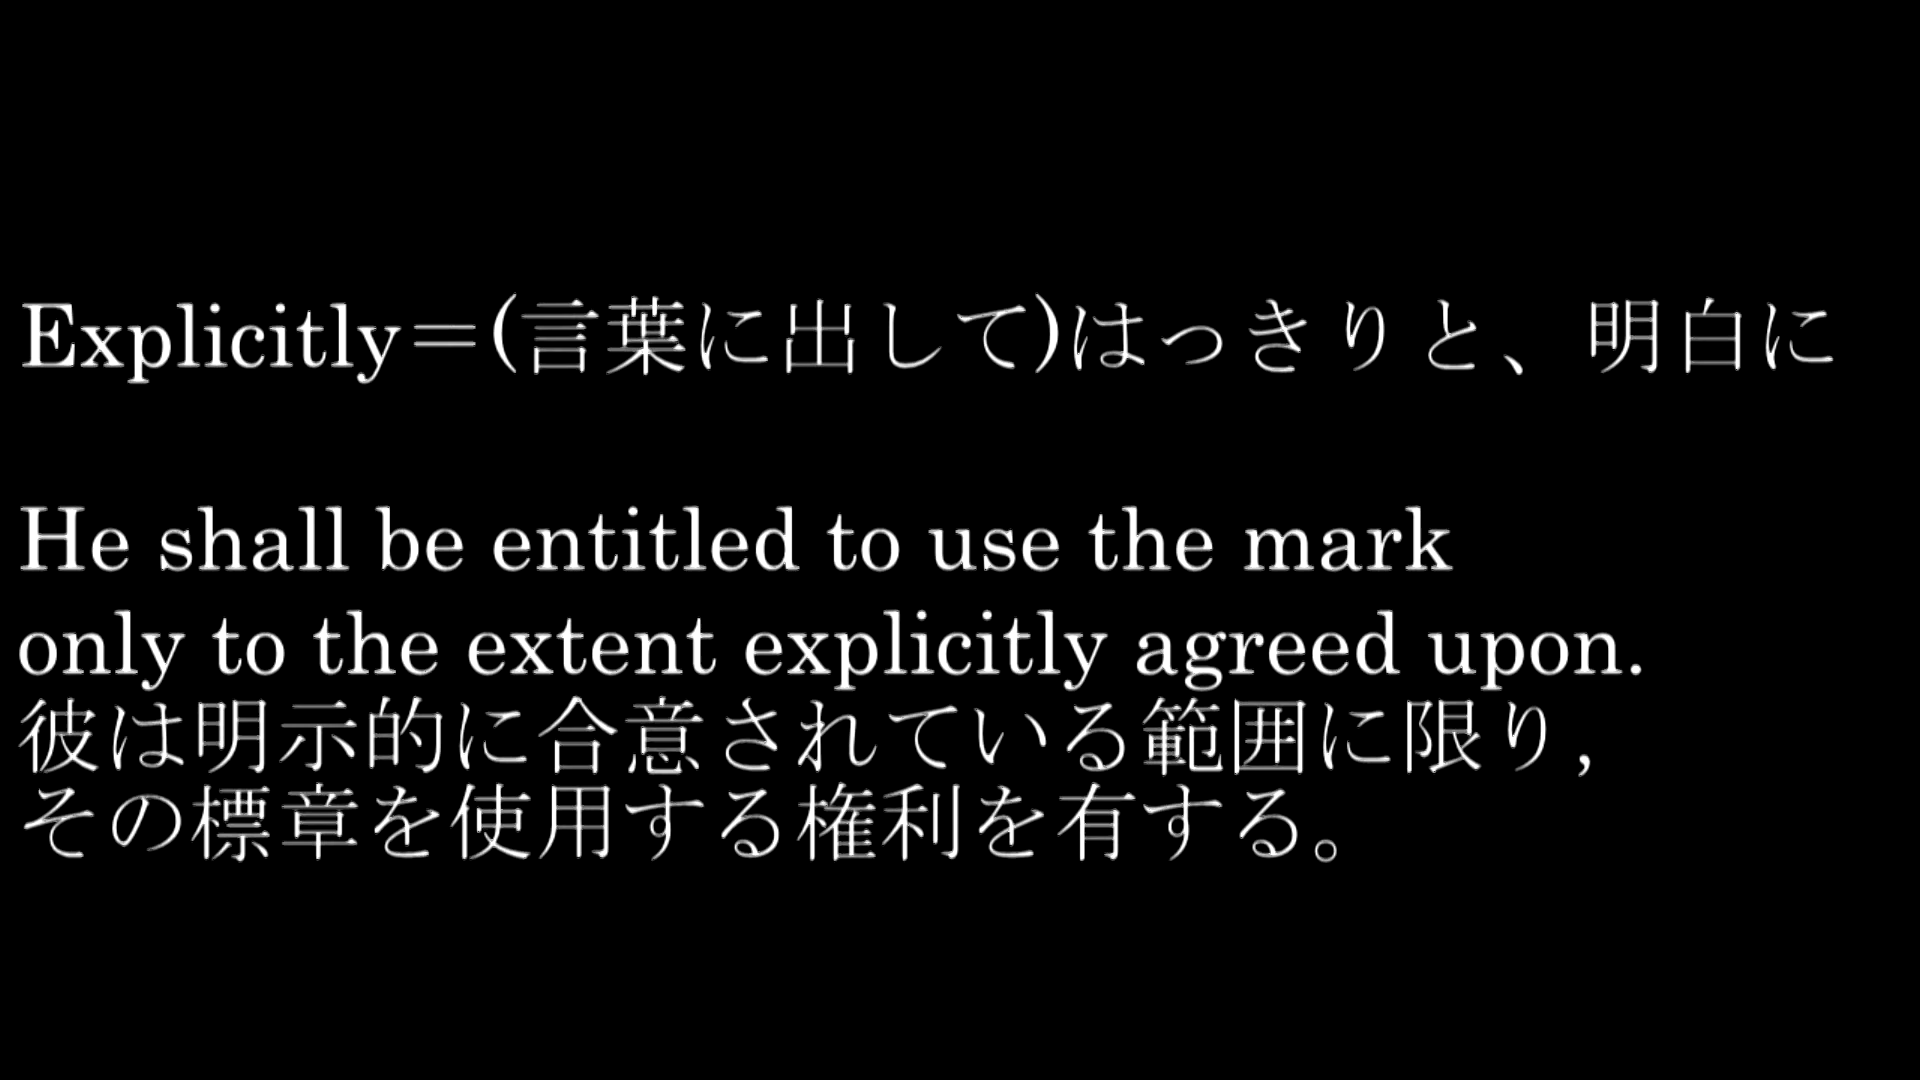 Explicitly＝(言葉に出して)はっきりと、明白に
He shall be entitled to use the mark
only to the extent explicitly agreed upon.
彼は明示的に合意されている範囲に限り，
その標章を使用する権利を有する。